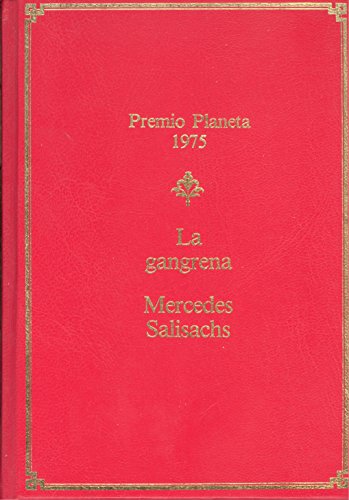 Premio Planeta
1975
La
gangrena
Mercedes
Salisachs